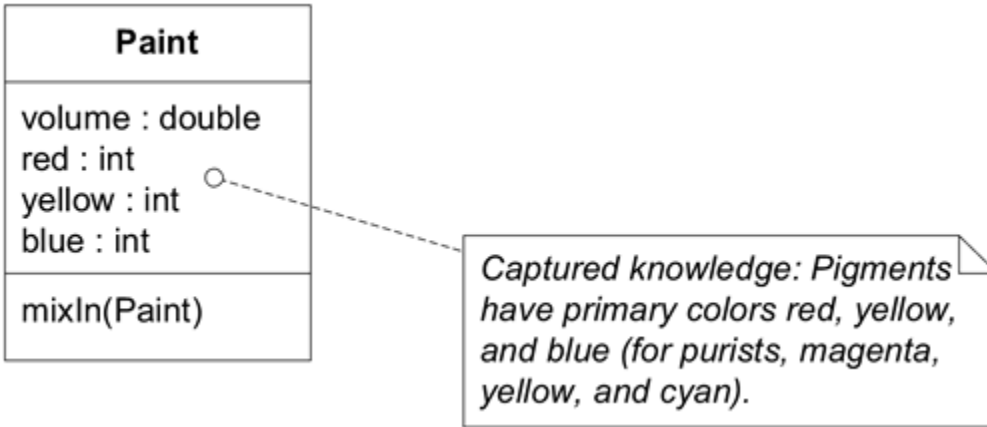 Paint
volume : double
red : int
yellow : int
blue : int
mixIn(Paint)
Captured knowledge: Pigments
have primary colors red, yellow,
and blue (for purists, magenta,
yellow, and cyan).